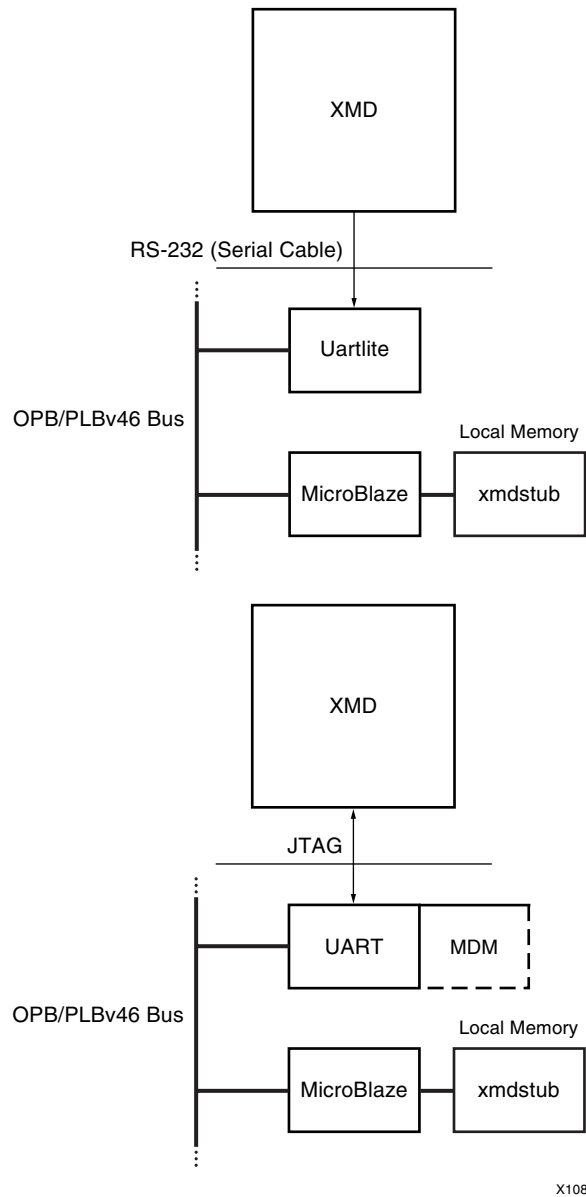 XMD
RS-232 (Serial Cable)
Uartlite
OPB/PLBv46 Bus
Local Memory
MicroBlaze
xmdstub
XMD
JTAG
UART
MDM
OPB/PLBv46 Bus
Local Memory
MicroBlaze
xmdstub
X108